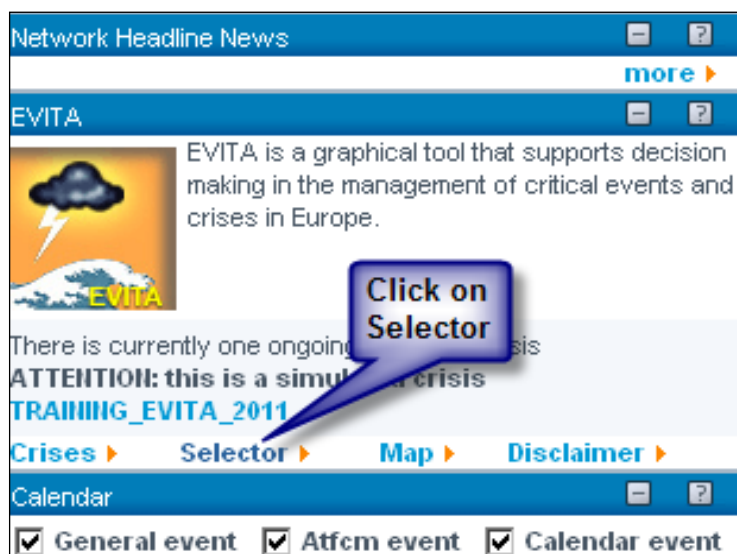 Network Headline News
more
EVITA
EVITA is a graphical tool that supports decision
making in the management of critical events and
crises in Europe.
EVITA
Click on
Selector
There is currently one ongoing sis
ATTENTION: this is a simu crisis
TRAINING_EVITA_2011
Crises Selector Map Disclaimer
Calendar
General event Atfcm event Calendar event